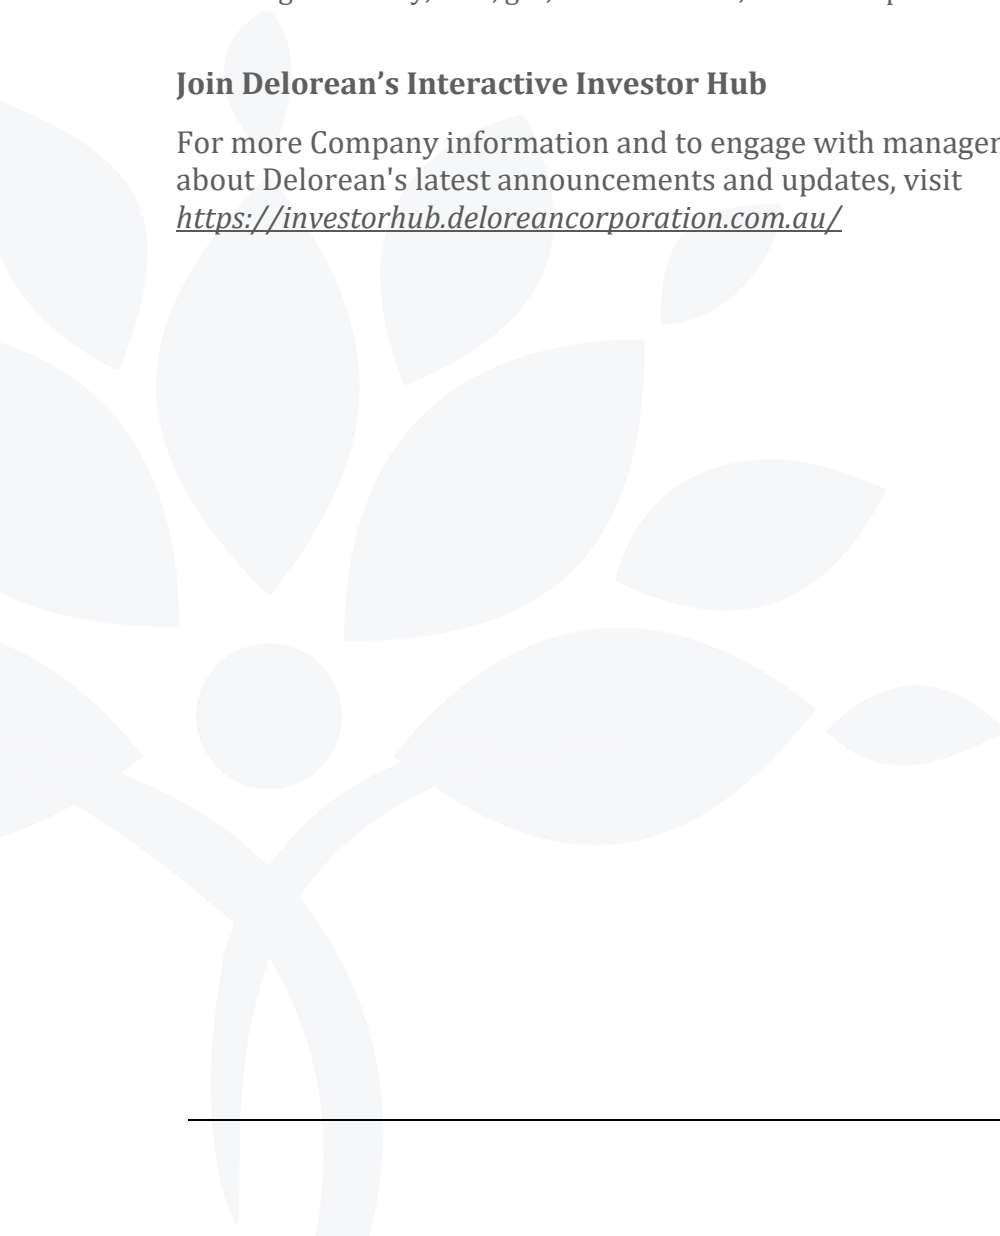 Join Delorean’s Interactive Investor Hub
For more Company information and to engage with
about Delorean's latest announcements and updates, visit
https://investorhub.deloreancorporation.com.au/